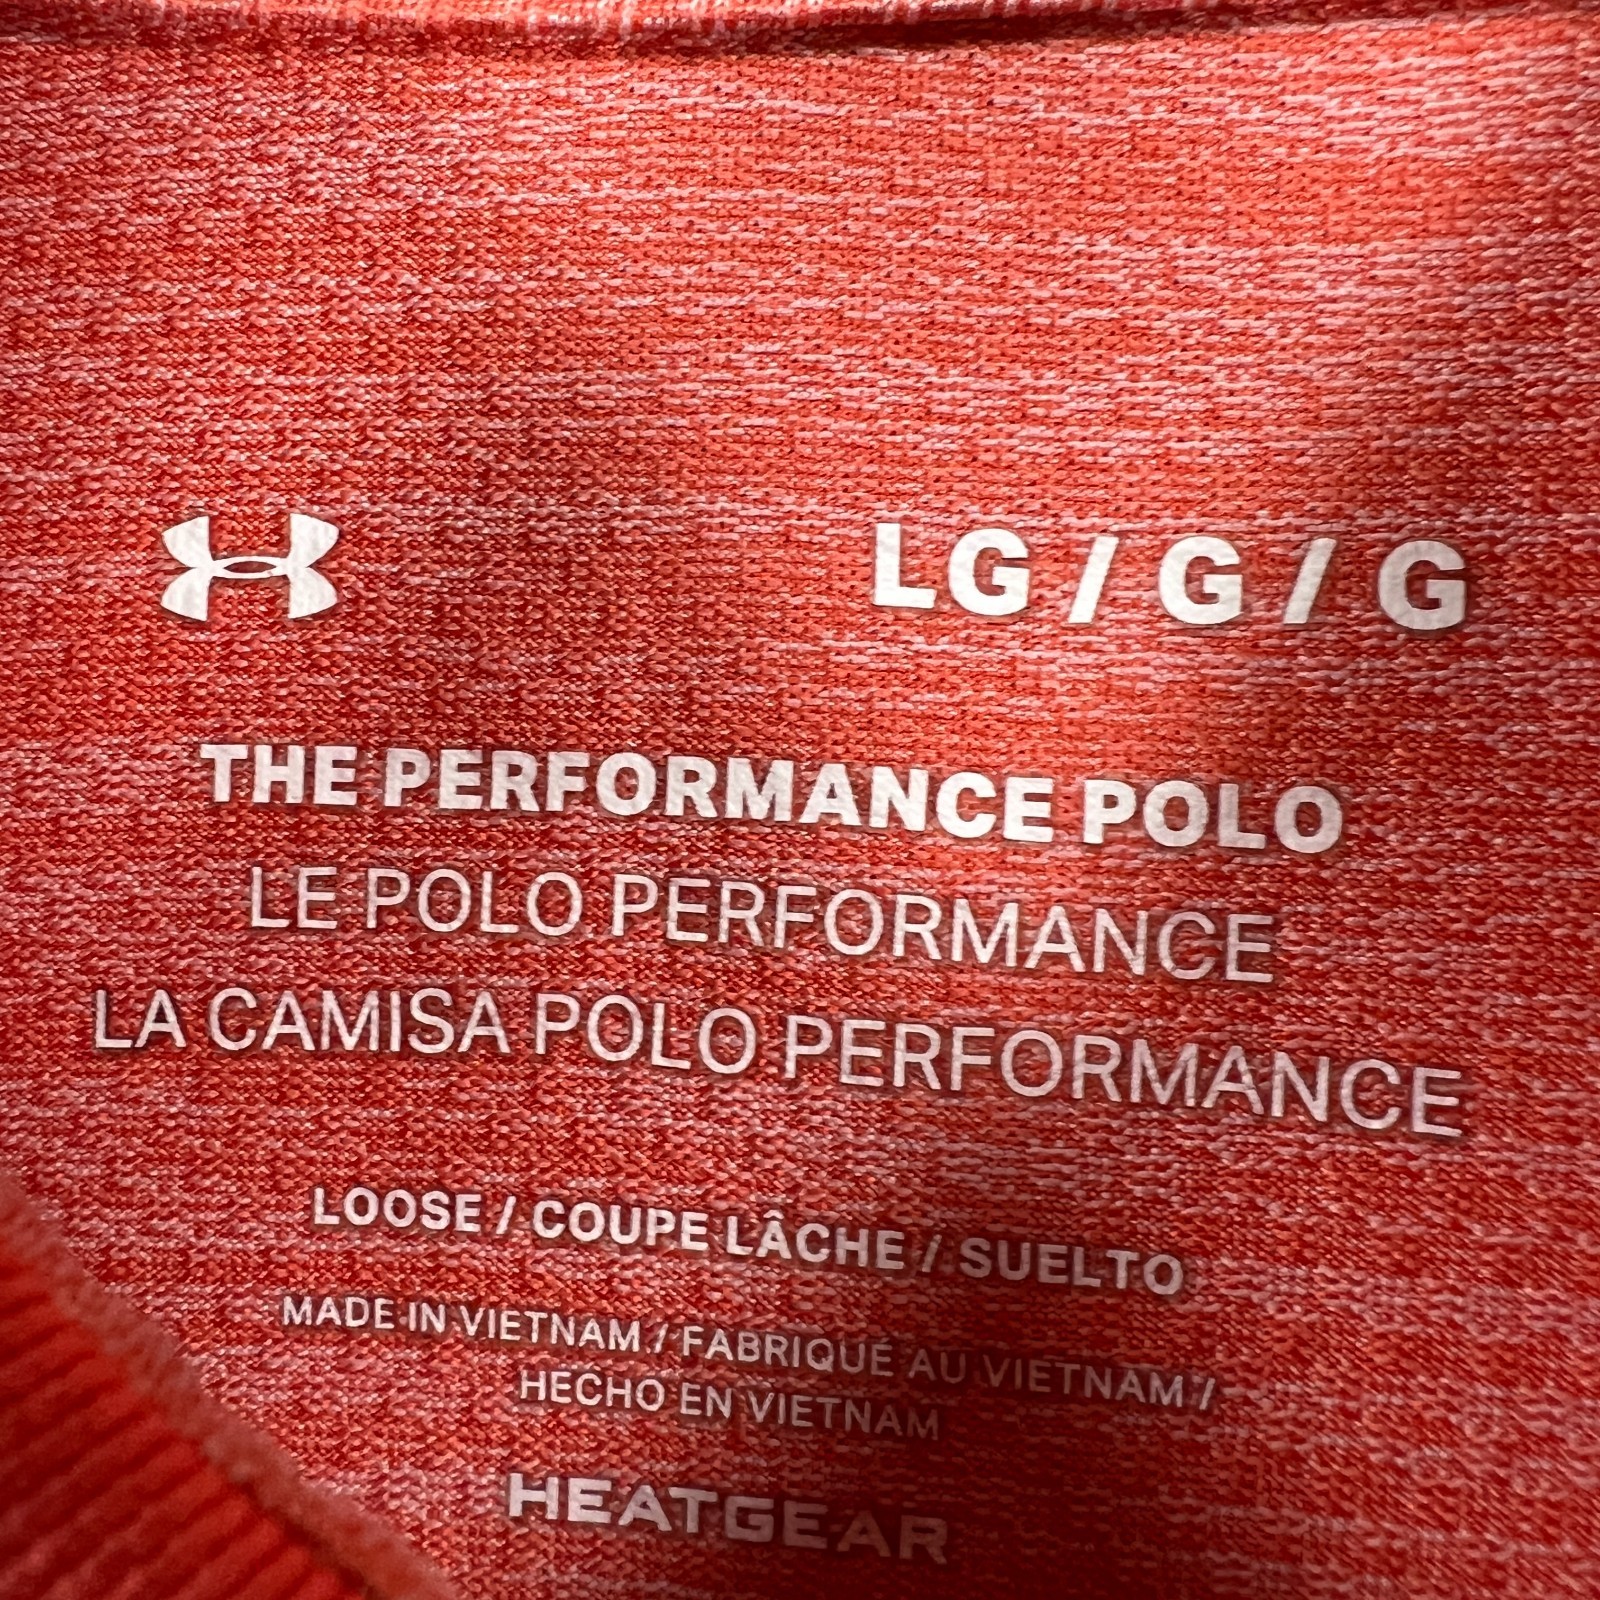 LG / G / G
THE PERFORMANCE POLO
LE POLO PERFORMANCE
LA CAMISA POLO PERFORMANCE
LOOSE / COUPE LÂCHE / SUELTO
MADE IN VIETNAM / FABRIQUÉ AU VIETNAM /
HECHO EN VIETNAM
HEATGEAR